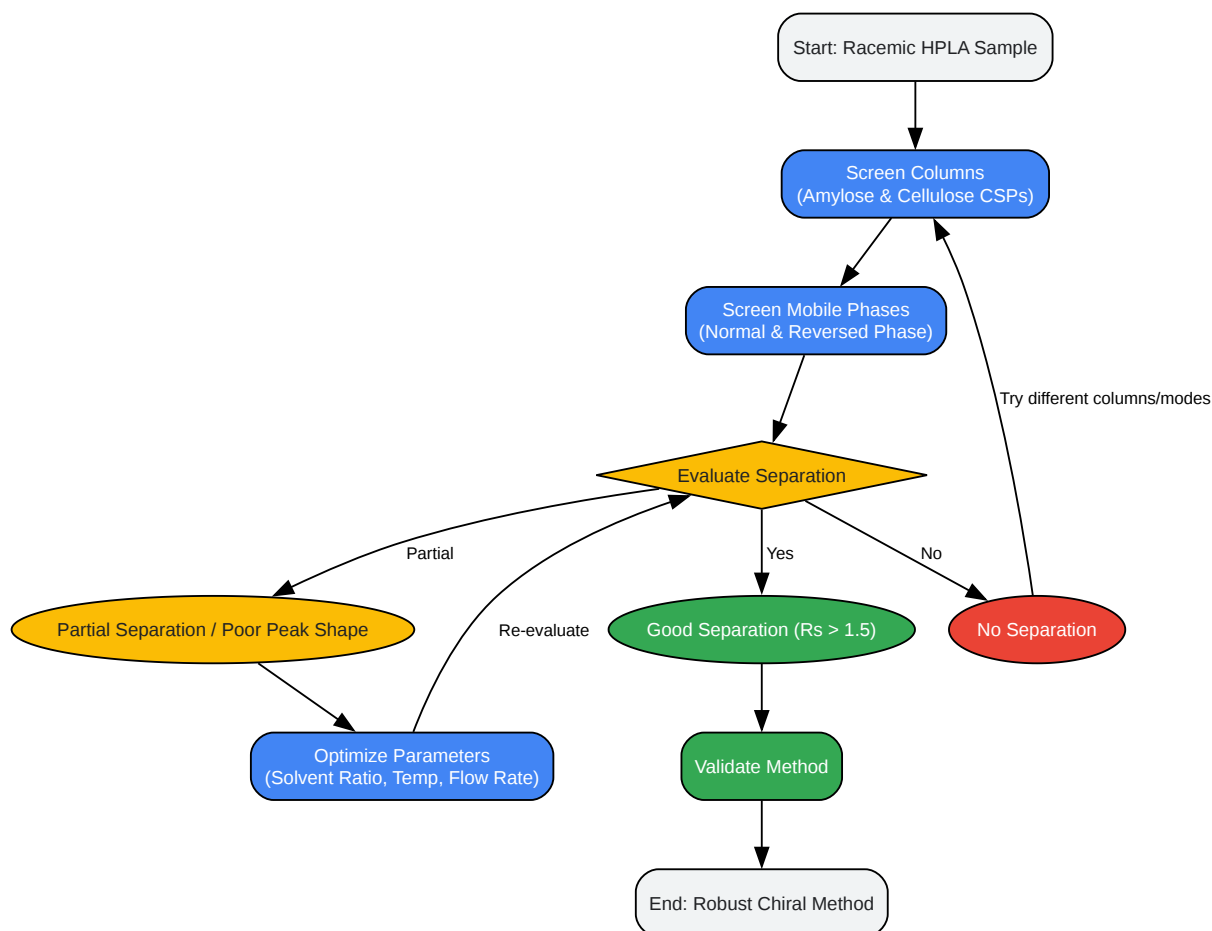 Start: Racemic HPLA Sample
Screen Columns
(Amylose & Cellulose CSPs)
Screen Mobile Phases
(Normal & Reversed Phase)
Try different columns/modes
Evaluate Separation
Partial
Yes
No
Partial Separation / Poor Peak Shape
Re-evaluate
Good Separation (Rs > 1.5)
No Separation
Optimize Parameters
(Solvent Ratio, Temp, Flow Rate)
Validate Method
End: Robust Chiral Method